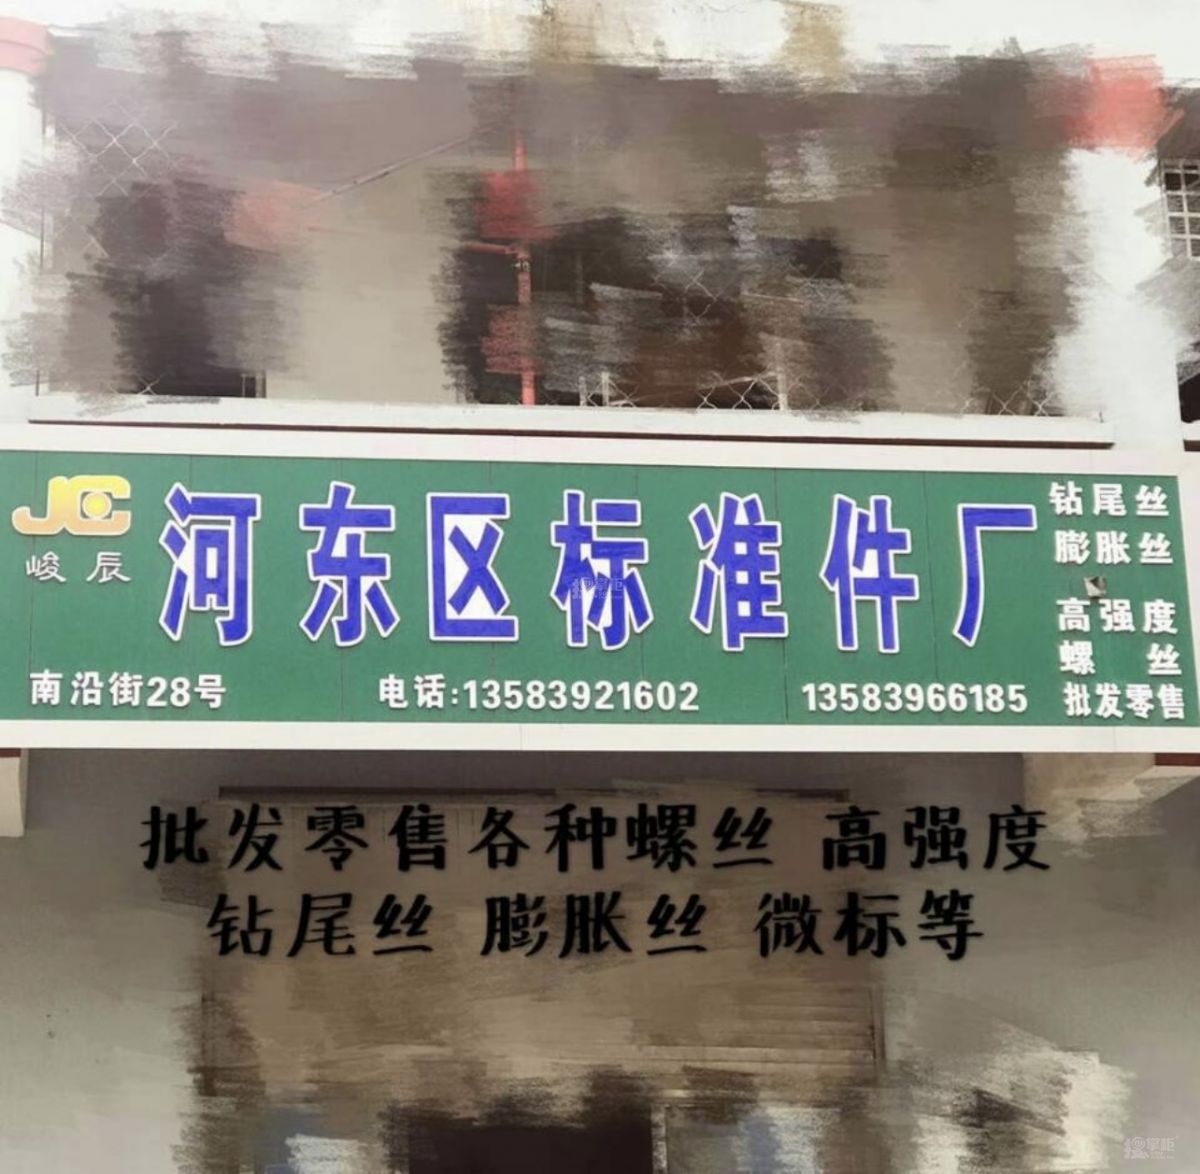 JC
峻辰
河东区标准件厂
钻尾丝
膨胀丝
高强度
螺 丝
批发零售
南沿街28号
电话:13583921602 13583966185
批发零售各种螺丝 高强度
钻尾丝 膨胀丝 微标等